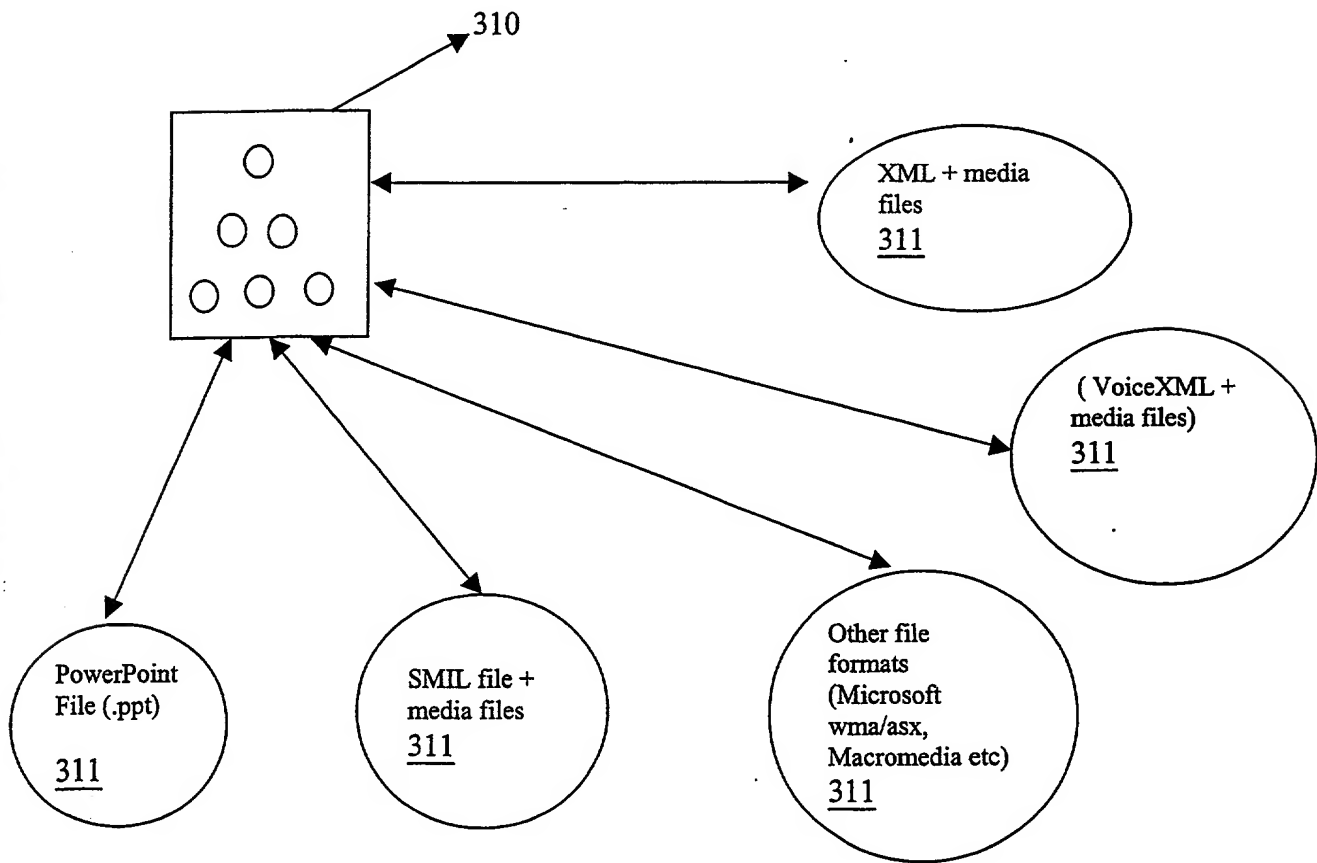 310
XML + media
files
311
( VoiceXML +
media files)
311
PowerPoint
File (.ppt)
311
SMIL file +
media files
311
Other file
formats
(Microsoft
wma/asx,
Macromedia etc)
311